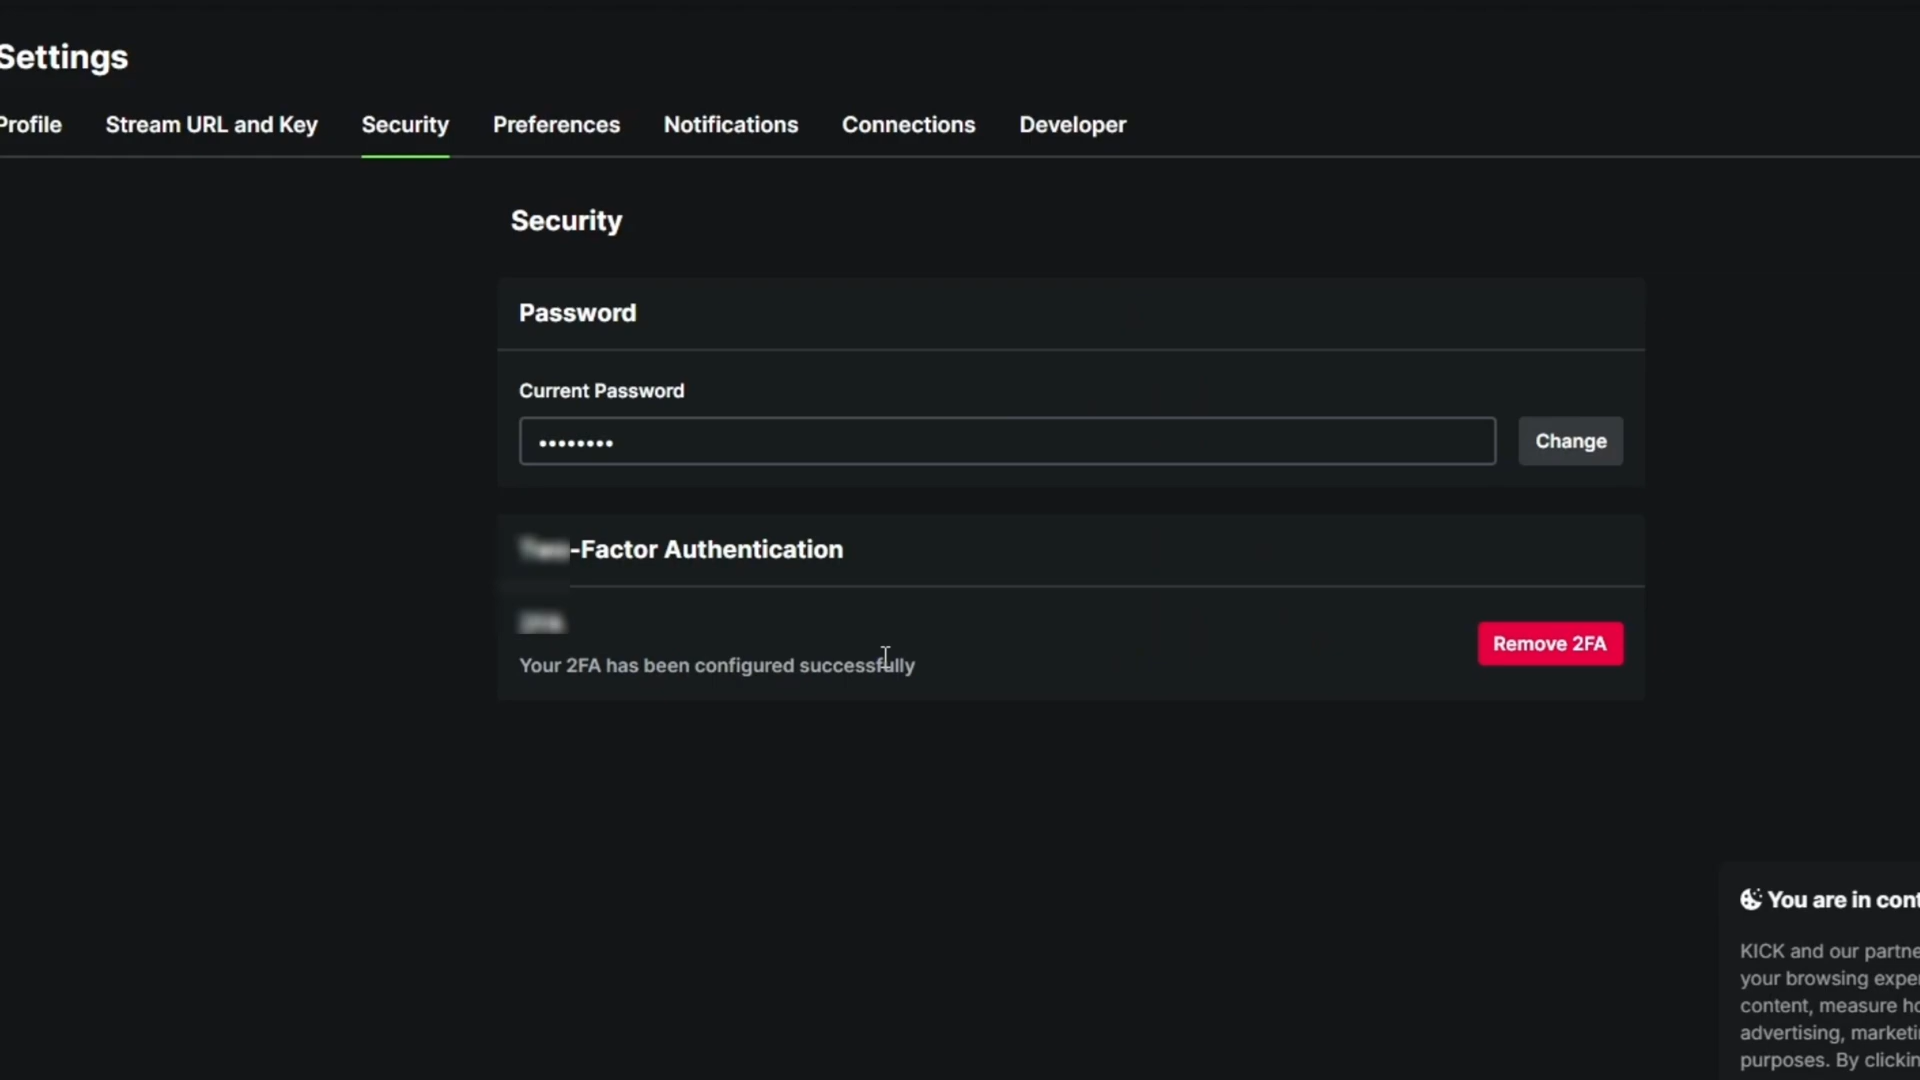 Settings
Profile Stream URL and Key Security Preferences Notifications Connections Developer
Security
Password
Current Password
••••••••
Change
-Factor Authentication
Your 2FA has been configured successfully
Remove 2FA
You are in cont
KICK and our partne
your browsing exper
content, measure ho
advertising, marketi
purposes. By clickin